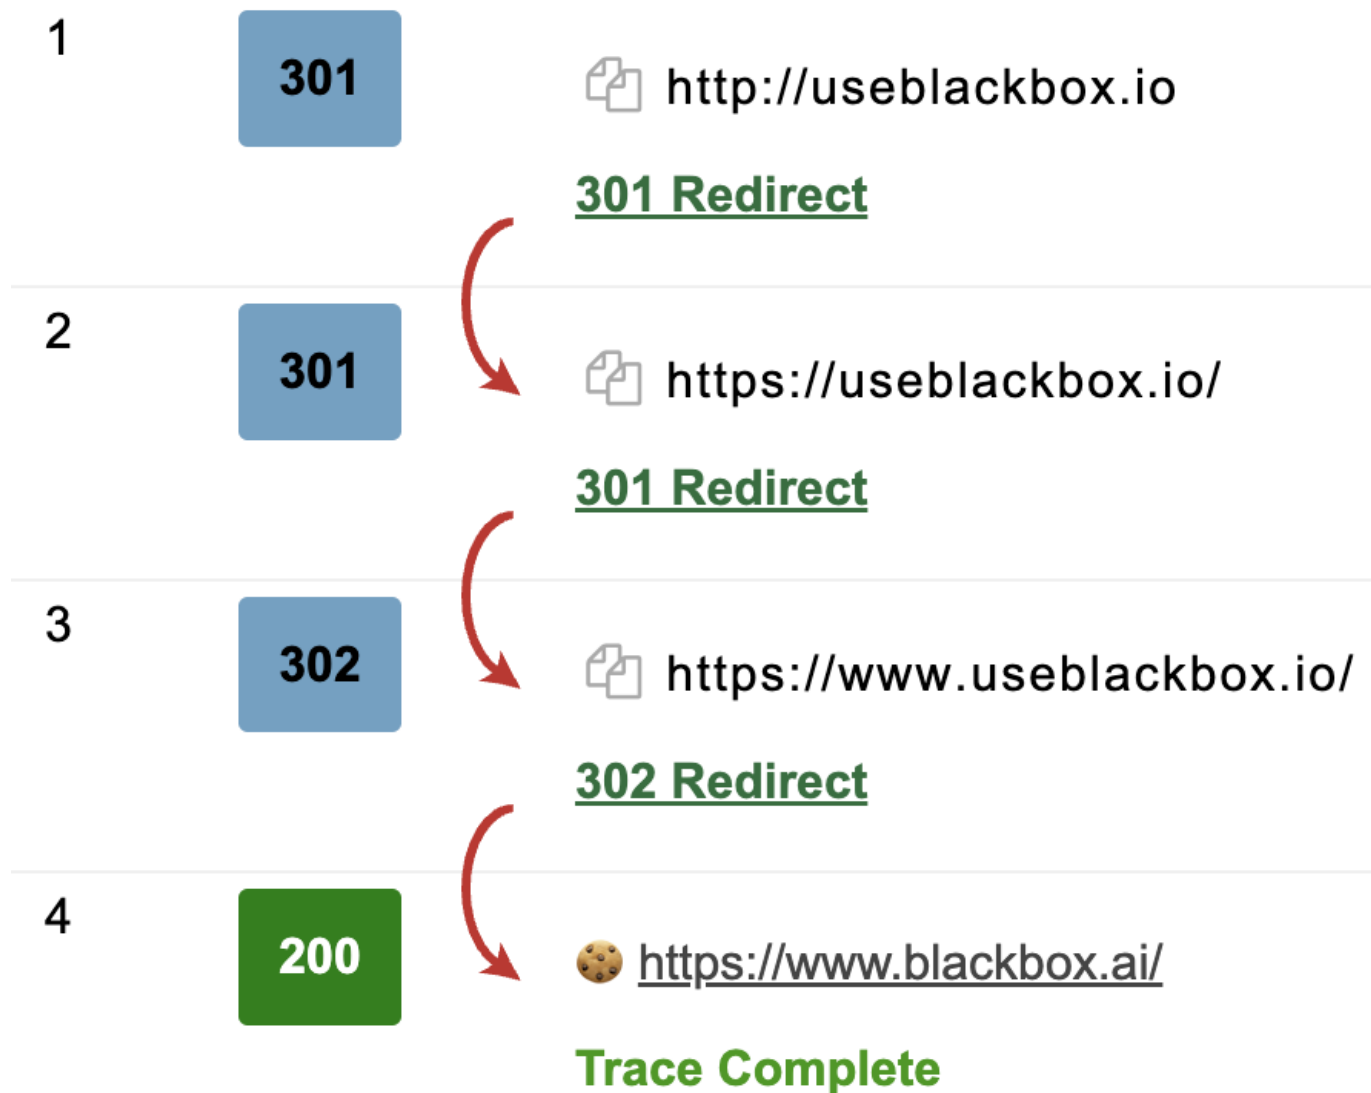 1
301
http://useblackbox.io
301 Redirect
2
301
https://useblackbox.io/
301 Redirect
3
302
https://www.useblackbox.io/
302 Redirect
4
200
https://www.blackbox.ai/
Trace Complete